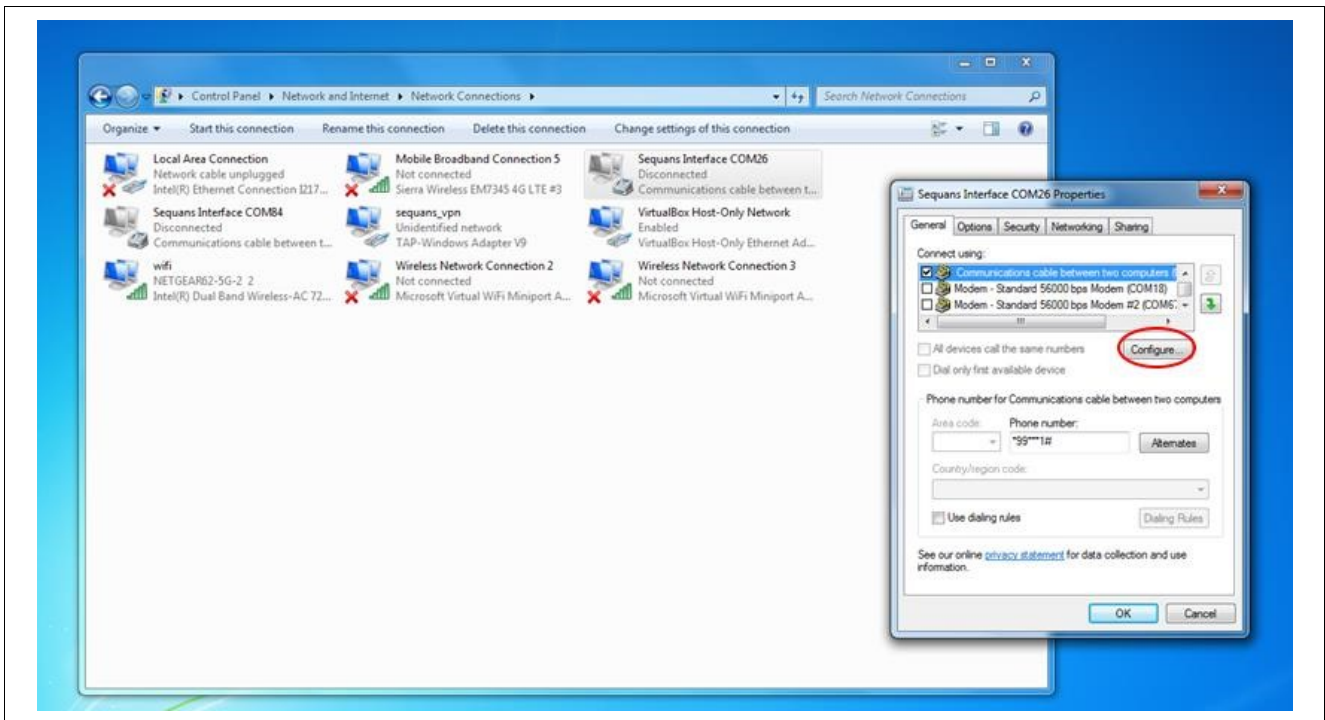 Control Panel Network and Internet Network Connections
Search Network Connections
Organize Start this connection Rename this connection Delete this connection Change settings of this connection
Local Area Connection
Network cable unplugged
Intel(R) Ethernet Connection I217...
Mobile Broadband Connection 5
Not connected
Sierra Wireless EM7345 4G LTE #3
Sequans Interface COM26
Disconnected
Communications cable between t...
Sequans Interface COM84
Disconnected
Communications cable between t...
sequans_vpn
Unidentified network
TAP-Windows Adapter V9
VirtualBox Host-Only Network
Enabled
VirtualBox Host-Only Ethernet Ad...
wifi
NETGEAR62-5G-2 2
Intel(R) Dual Band Wireless-AC 72...
Wireless Network Connection 2
Not connected
Microsoft Virtual WiFi Miniport A...
Wireless Network Connection 3
Not connected
Microsoft Virtual WiFi Miniport A...
Sequans Interface COM26 Properties
General Options Security Networking Sharing
Connect using:
Communications cable between two computers (
Modem - Standard 56000 bps Modem (COM18)
Modem - Standard 56000 bps Modem #2 (COM6
All devices call the same numbers
Configure...
Dial only first available device
Phone number for Communications cable between two computers
Area code: Phone number:
*99***1#
Alternates
Country/region code:
Use dialing rules
Dialing Rules
See our online privacy statement for data collection and use
information.
OK Cancel